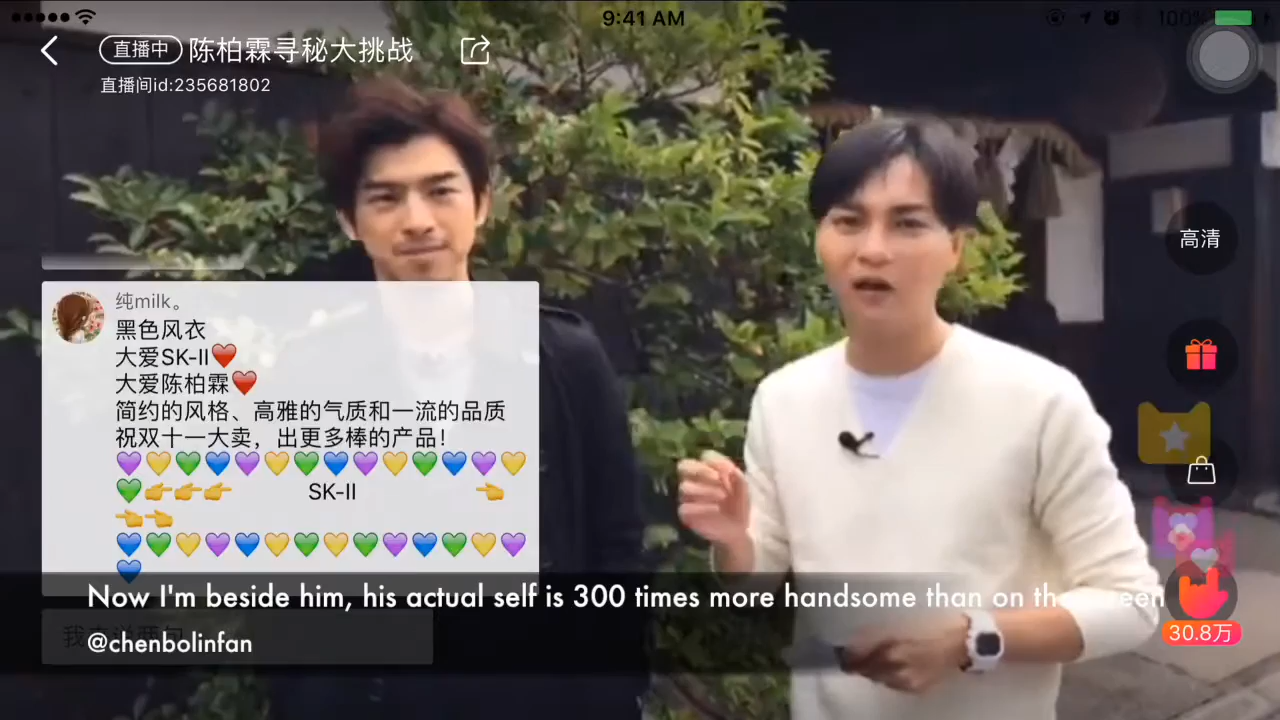 9:41 AM
100%
直播中 陈柏霖寻秘大挑战
直播间id:235681802
高清
纯milk。
黑色风衣
大爱SK-II❤️
大爱陈柏霖❤️
简约的风格、高雅的气质和一流的品质
祝双十一大卖，出更多棒的产品！
💜💛💚💙💜💛💚💙💜💛💚💙💜💛
💚👉👉👉 SK-II 👈
👈👈
💙💚💛💜💙💛💚💛💚💜💙💚💛💜
💙
Now I'm beside him, his actual self is 300 times more handsome than on the screen
@chenbolinfan
30.8万